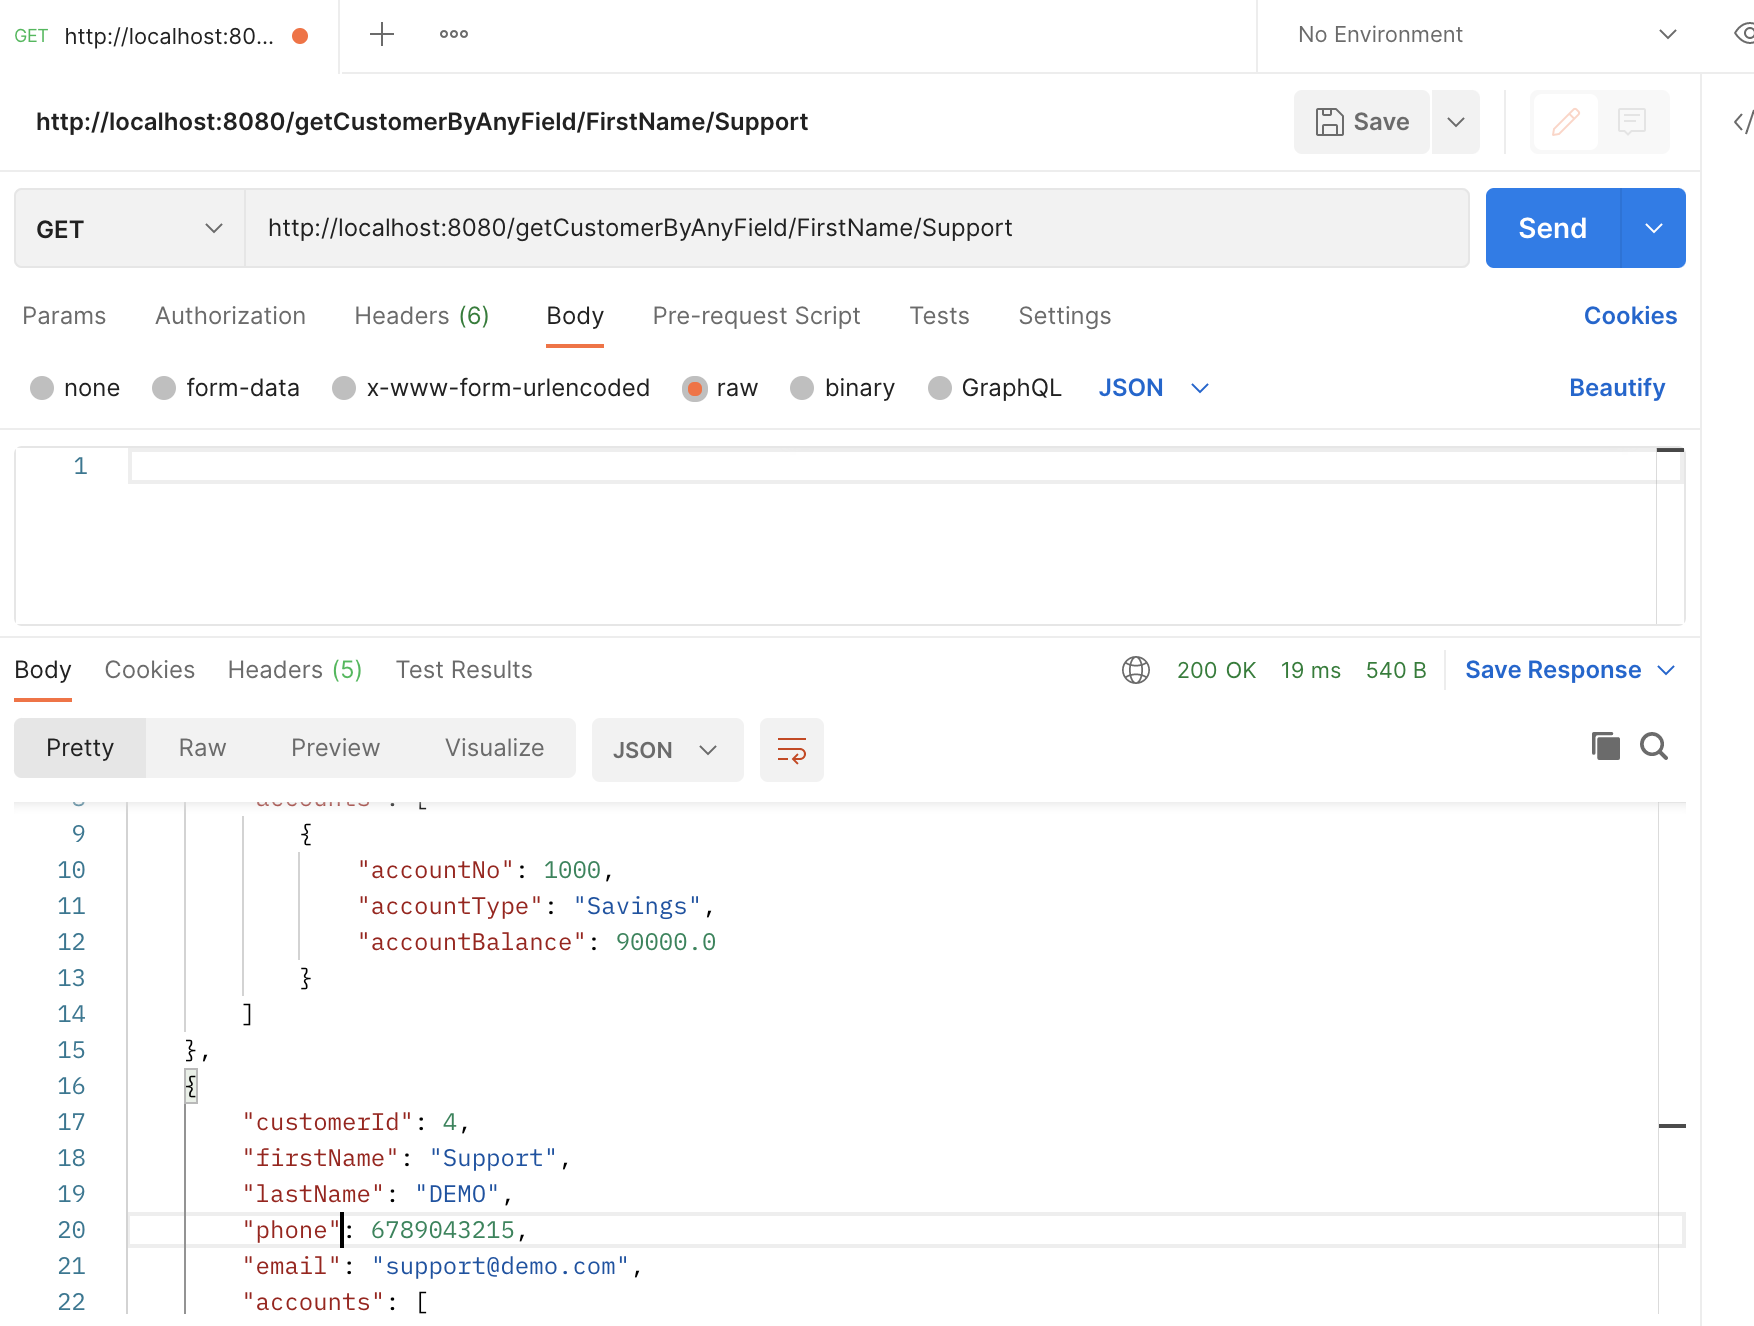 GET http://localhost:80... No Environment
http://localhost:8080/getCustomerByAnyField/FirstName/Support Save
GET http://localhost:8080/getCustomerByAnyField/FirstName/Support Send
Params Authorization Headers (6) Body Pre-request Script Tests Settings Cookies
none form-data x-www-form-urlencoded raw binary GraphQL JSON Beautify
1
Body Cookies Headers (5) Test Results 200 OK 19 ms 540 B Save Response
Pretty Raw Preview Visualize JSON
8 "accounts": [
9 {
10 "accountNo": 1000,
11 "accountType": "Savings",
12 "accountBalance": 90000.0
13 }
14 ]
15 },
16 {
17 "customerId": 4,
18 "firstName": "Support",
19 "lastName": "DEMO",
20 "phone": 6789043215,
21 "email": "support@demo.com",
22 "accounts": [